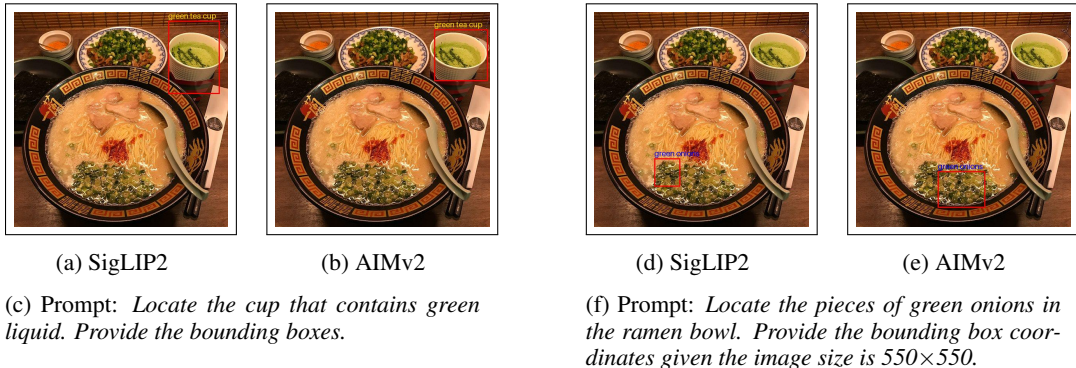 green tea cup
green tea cup
green onions
green onions
(a) SigLIP2
(b) AIMv2
(d) SigLIP2
(e) AIMv2
(c) Prompt: Locate the cup that contains green
liquid. Provide the bounding boxes.
(f) Prompt: Locate the pieces of green onions in
the ramen bowl. Provide the bounding box coor-
dinates given the image size is 550×550.